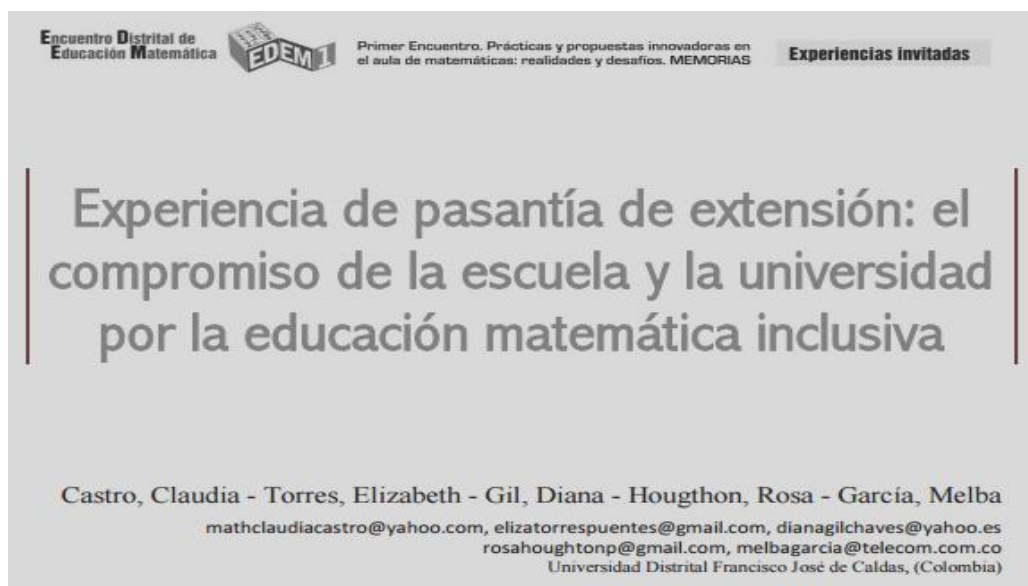 Encuentro Distrital de
Educación Matemática
EDEM 1
Primer Encuentro. Prácticas y propuestas innovadoras en
el aula de matemáticas: realidades y desafíos. MEMORIAS
Experiencias invitadas
Experiencia de pasantía de extensión: el
compromiso de la escuela y la universidad
por la educación matemática inclusiva
Castro, Claudia - Torres, Elizabeth - Gil, Diana - Hougthon, Rosa - García, Melba
mathclaudiacastro@yahoo.com, elizatorrespuentes@gmail.com, dianagilchaves@yahoo.es
rosahoughtonp@gmail.com, melbagarcia@telecom.com.co
Universidad Distrital Francisco José de Caldas, (Colombia)